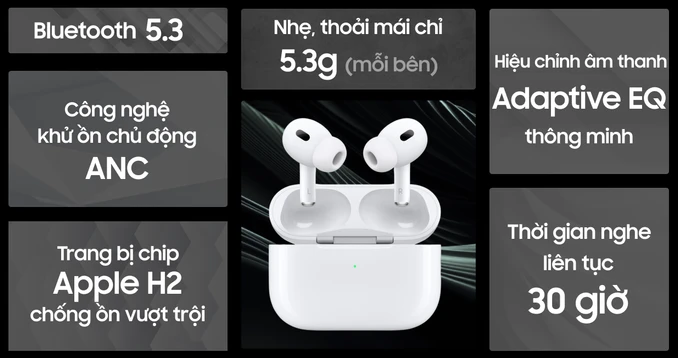 Bluetooth 5.3
Công nghệ
khử ồn chủ động
ANC
Trang bị chip
Apple H2
chống ồn vượt trội
Nhẹ, thoải mái chỉ
5.3g (mỗi bên)
Hiệu chỉnh âm thanh
Adaptive EQ
thông minh
Thời gian nghe
liên tục
30 giờ